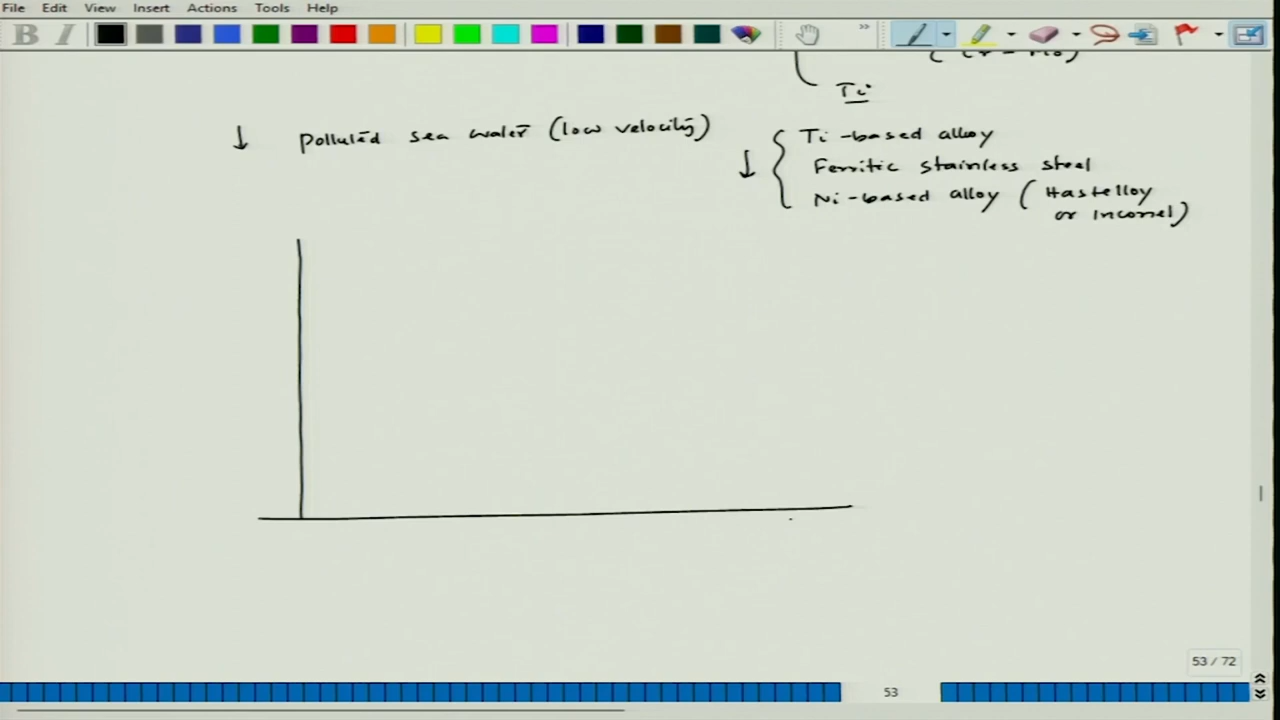 File Edit View Insert Actions Tools Help
B I
Ti
polluted sea water (low velocity)
Ti-based alloy
Ferritic stainless steel
Ni-based alloy (Hastelloy
or Inconel)
53 / 72
53